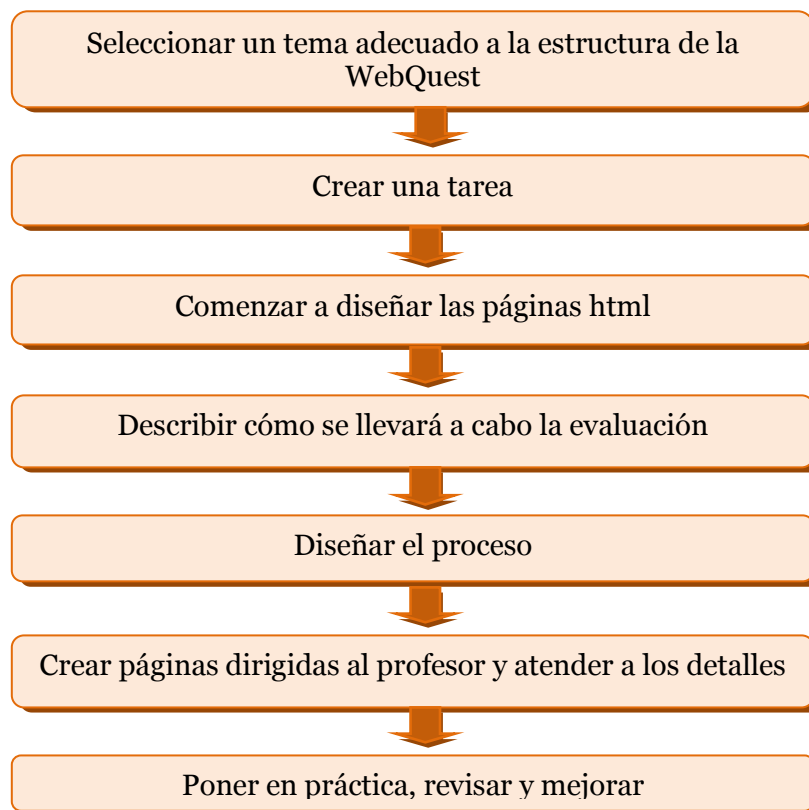 Seleccionar un tema adecuado a la estructura de la
WebQuest
Crear una tarea
Comenzar a diseñar las páginas html
Describir cómo se llevará a cabo la evaluación
Diseñar el proceso
Crear páginas dirigidas al profesor y atender a los detalles
Poner en práctica, revisar y mejorar